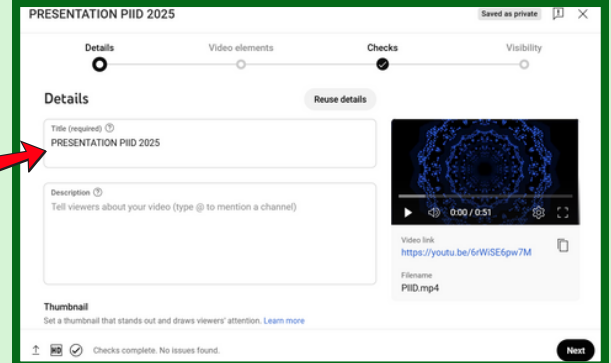 PRESENTATION PIID 2025
Saved as private
Details
Video elements
Checks
Visibility
Details
Reuse details
Title (required)
PRESENTATION PIID 2025
Description
Tell viewers about your video (type @ to mention a channel)
0:00 / 0:51
Video link
https://youtu.be/6rWiSE6pw7M
Filename
PIID.mp4
Thumbnail
Set a thumbnail that stands out and draws viewers' attention. Learn more
HD
Checks complete. No issues found.
Next